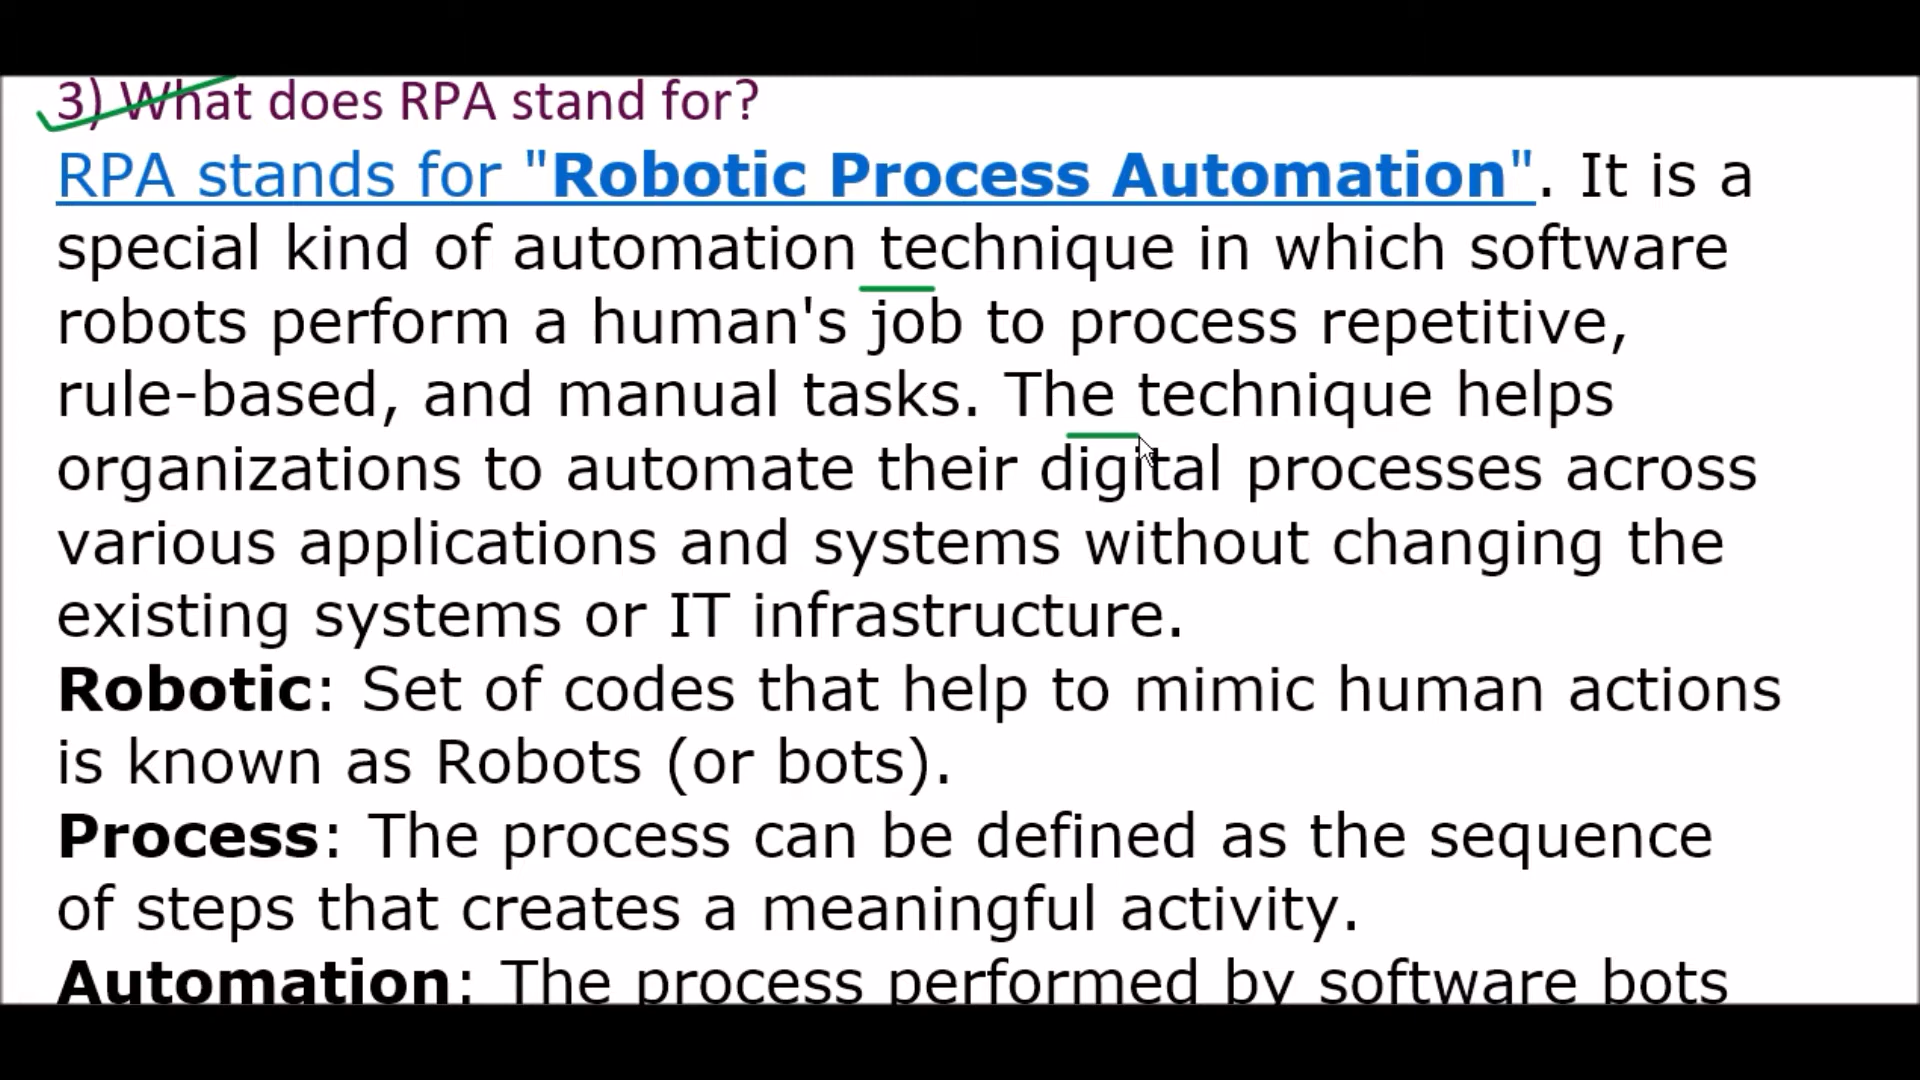 3) What does RPA stand for?
RPA stands for "Robotic Process Automation". It is a
special kind of automation technique in which software
robots perform a human's job to process repetitive,
rule-based, and manual tasks. The technique helps
organizations to automate their digital processes across
various applications and systems without changing the
existing systems or IT infrastructure.
Robotic: Set of codes that help to mimic human actions
is known as Robots (or bots).
Process: The process can be defined as the sequence
of steps that creates a meaningful activity.
Automation: The process performed by software bots